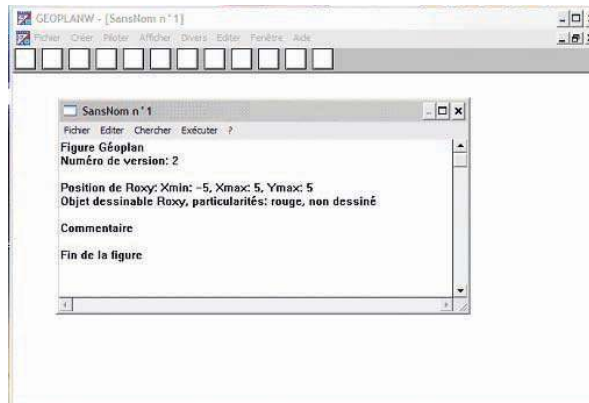 GEOPLANW - [SansNom n°1]
Fichier Créer Piloter Afficher Divers Editer Fenêtre Aide
SansNom n°1
Fichier Editer Chercher Exécuter ?
Figure Géoplan
Numéro de version: 2
Position de Roxy: Xmin: -5, Xmax: 5, Ymax: 5
Objet dessinable Roxy, particularités: rouge, non dessiné
Commentaire
Fin de la figure